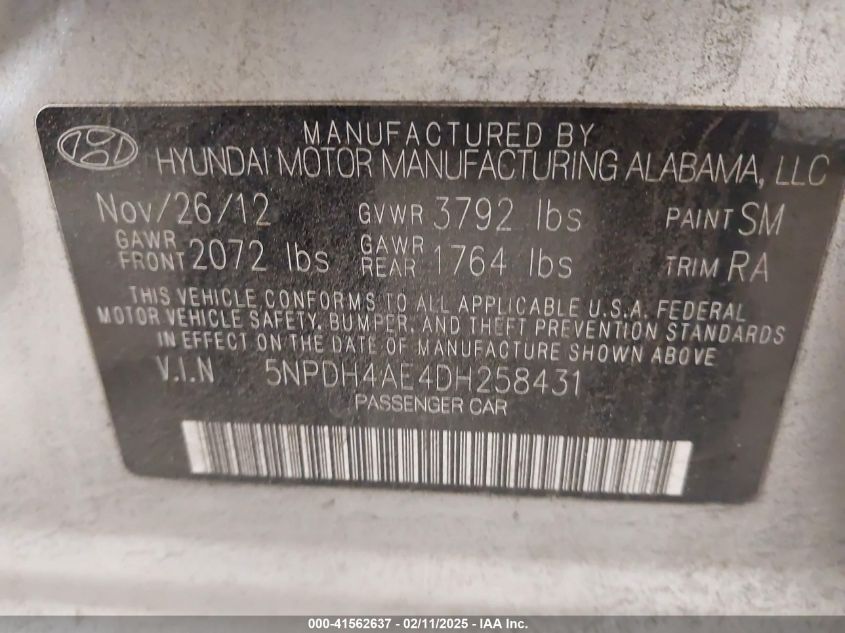 MANUFACTURED BY
HYUNDAI MOTOR MANUFACTURING ALABAMA, LLC
Nov/26/12 GVWR 3792 lbs PAINT SM
GAWR FRONT 2072 lbs GAWR REAR 1764 lbs TRIM RA
THIS VEHICLE CONFORMS TO ALL APPLICABLE U.S.A. FEDERAL
MOTOR VEHICLE SAFETY, BUMPER, AND THEFT PREVENTION STANDARDS
IN EFFECT ON THE DATE OF MANUFACTURE SHOWN ABOVE
V.I.N 5NPDH4AE4DH258431
PASSENGER CAR
000-41562637 - 02/11/2025 - IAA Inc.